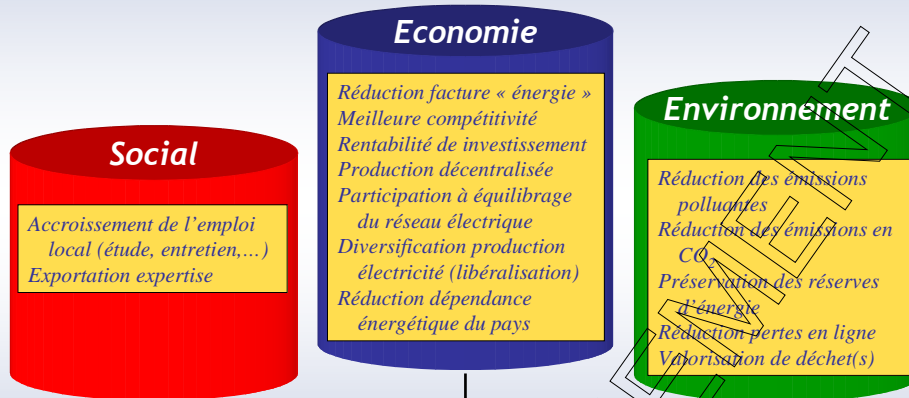 Social
Accroissement de l'emploi
local (étude, entretien,…)
Exportation expertise
Economie
Réduction facture « énergie »
Meilleure compétitivité
Rentabilité de investissement
Production décentralisée
Participation à équilibrage
du réseau électrique
Diversification production
électricité (libéralisation)
Réduction dépendance
énergétique du pays
Environnement
Réduction des émissions
polluantes
Réduction des émissions en
CO2
Préservation des réserves
d'énergie
Réduction pertes en ligne
Valorisation de déchet(s)